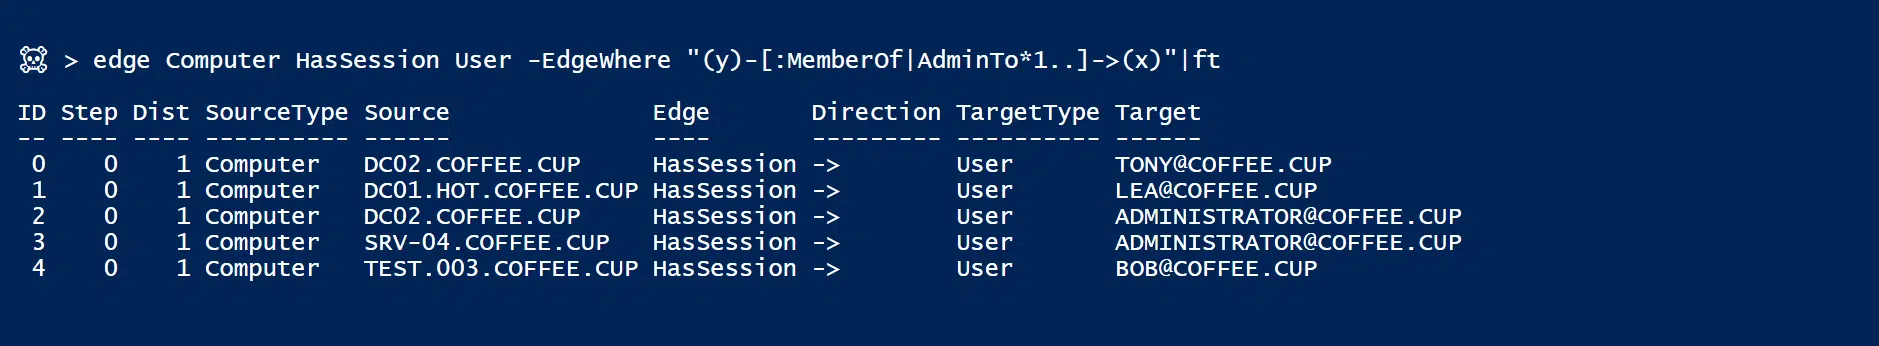 ☠ > edge Computer HasSession User -EdgeWhere "(y)-[:MemberOf|AdminTo*1..]->(x)"|ft
ID Step Dist SourceType Source Edge Direction TargetType Target
-- ---- ---- ---------- ------ ---- --------- ---------- ------
0 0 1 Computer DC02.COFFEE.CUP HasSession -> User TONY@COFFEE.CUP
1 0 1 Computer DC01.HOT.COFFEE.CUP HasSession -> User LEA@COFFEE.CUP
2 0 1 Computer DC02.COFFEE.CUP HasSession -> User ADMINISTRATOR@COFFEE.CUP
3 0 1 Computer SRV-04.COFFEE.CUP HasSession -> User ADMINISTRATOR@COFFEE.CUP
4 0 1 Computer TEST.003.COFFEE.CUP HasSession -> User BOB@COFFEE.CUP